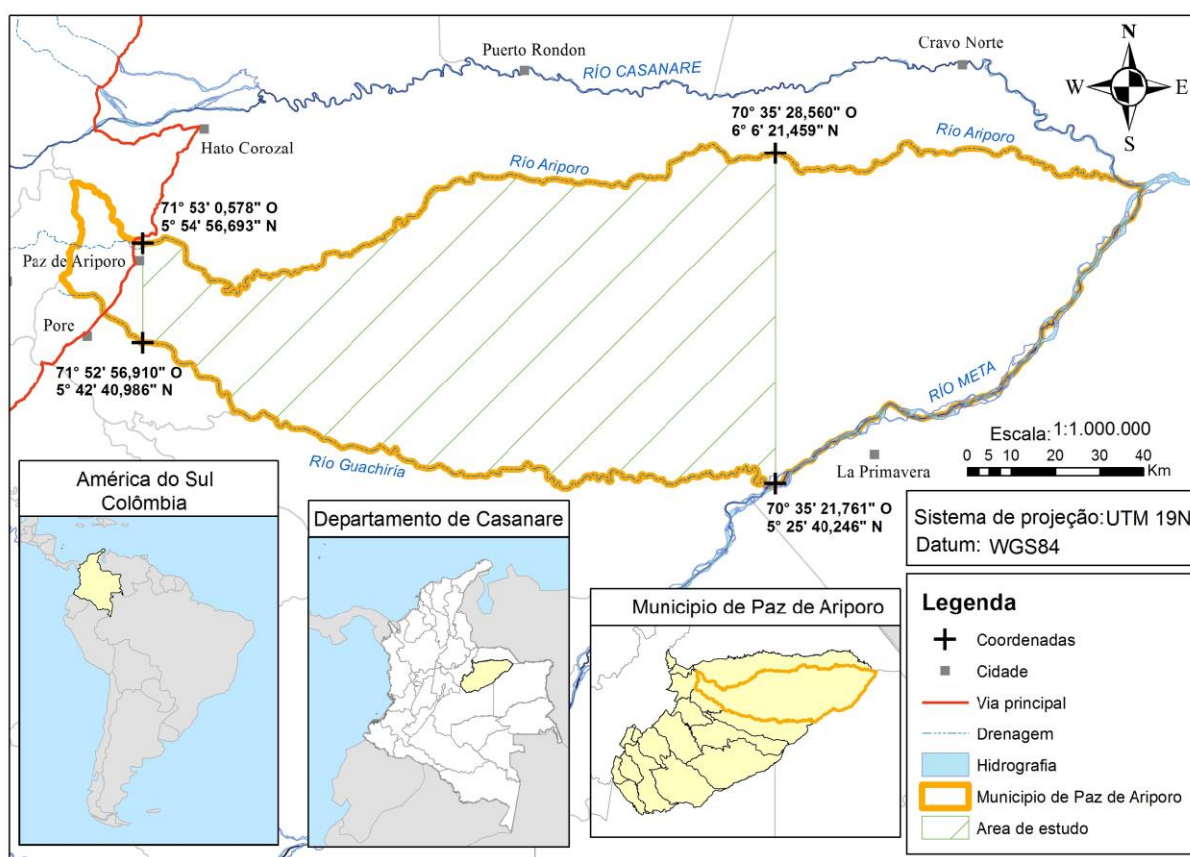 Puerto Rondon
RÍO CASANARE
Cravo Norte
N
W
E
S
Hato Corozal
70° 35' 28,560" O
6° 6' 21,459" N
Río Ariporo
Río Ariporo
71° 53' 0,578" O
5° 54' 56,693" N
Paz de Ariporo
Pore
71° 52' 56,910" O
5° 42' 40,986" N
Río Guachiría
RÍO META
La Primavera
Escala: 1:1.000.000
0 5 10 20 30 40
Km
70° 35' 21,761" O
5° 25' 40,246" N
América do Sul
Colômbia
Departamento de Casanare
Municipio de Paz de Ariporo
Sistema de projeção: UTM 19N
Datum: WGS84
Legenda
Coordenadas
Cidade
Via principal
Drenagem
Hidrografia
Municipio de Paz de Ariporo
Area de estudo